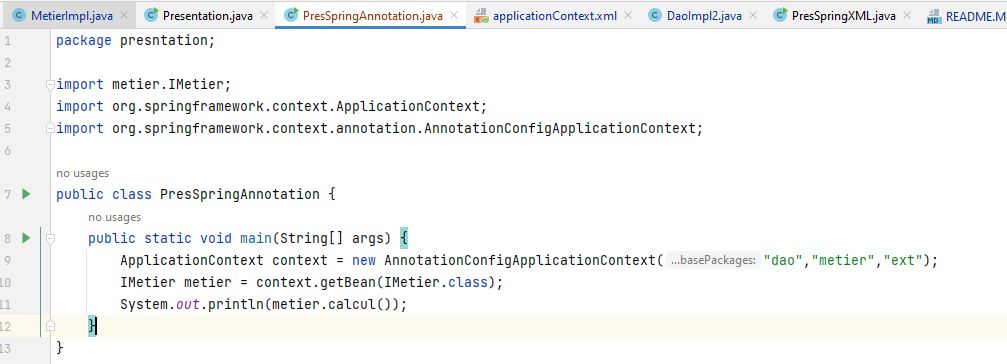 MetierImpl.java Presentation.java PresSpringAnnotation.java applicationContext.xml DaoImpl2.java PresSpringXML.java README.M
1 package presntation;
2
3 import metier.IMetier;
4 import org.springframework.context.ApplicationContext;
5 import org.springframework.context.annotation.AnnotationConfigApplicationContext;
6
no usages
7 public class PresSpringAnnotation {
no usages
8 public static void main(String[] args) {
9 ApplicationContext context = new AnnotationConfigApplicationContext( ...basePackages: "dao","metier","ext");
10 IMetier metier = context.getBean(IMetier.class);
11 System.out.println(metier.calcul());
12 }
13 }